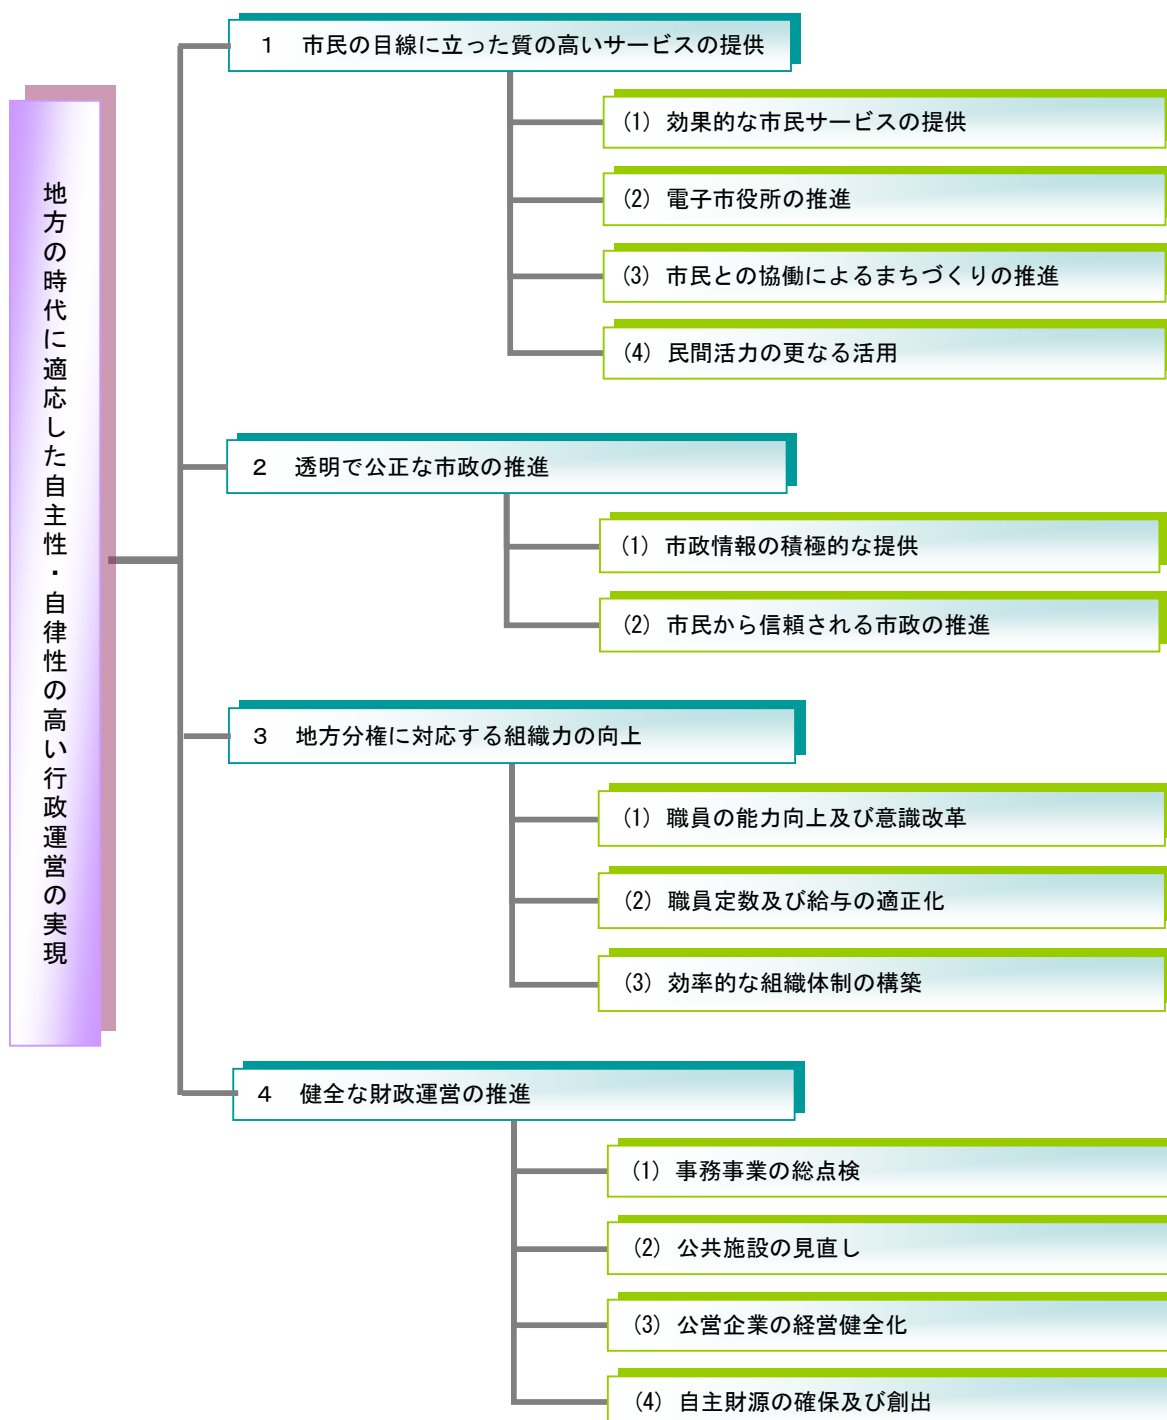 地方の時代に適応した自主性・自律性の高い行政運営の実現
１　市民の目線に立った質の高いサービスの提供
(1) 効果的な市民サービスの提供
(2) 電子市役所の推進
(3) 市民との協働によるまちづくりの推進
(4) 民間活力の更なる活用
２　透明で公正な市政の推進
(1) 市政情報の積極的な提供
(2) 市民から信頼される市政の推進
３　地方分権に対応する組織力の向上
(1) 職員の能力向上及び意識改革
(2) 職員定数及び給与の適正化
(3) 効率的な組織体制の構築
４　健全な財政運営の推進
(1) 事務事業の総点検
(2) 公共施設の見直し
(3) 公営企業の経営健全化
(4) 自主財源の確保及び創出